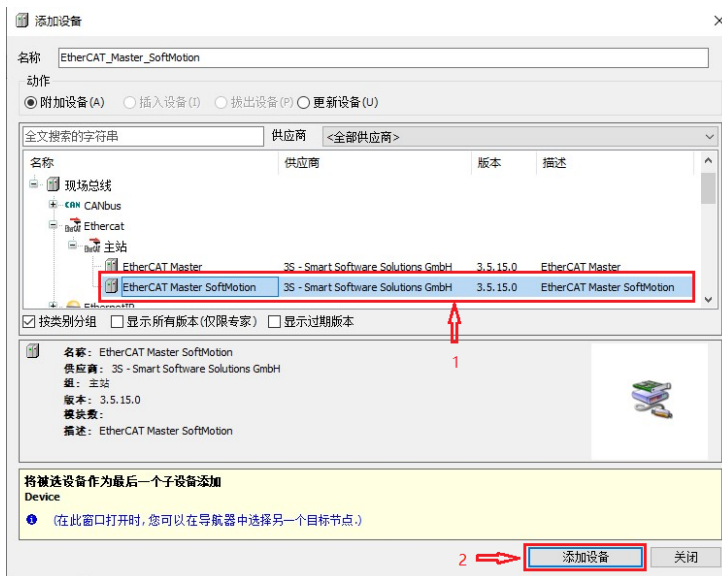 添加设备
名称 EtherCAT_Master_SoftMotion
动作
附加设备(A) 插入设备(I) 拔出设备(P) 更新设备(U)
全文搜索的字符串 供应商 <全部供应商>
名称 供应商 版本 描述
现场总线
CAN CANbus
Ethercat
主站
EtherCAT Master 3S - Smart Software Solutions GmbH 3.5.15.0 EtherCAT Master
EtherCAT Master SoftMotion 3S - Smart Software Solutions GmbH 3.5.15.0 EtherCAT Master SoftMotion
EthernetIP
按类别分组 显示所有版本(仅限专家) 显示过期版本
1
名称: EtherCAT Master SoftMotion
供应商: 3S - Smart Software Solutions GmbH
组: 主站
版本: 3.5.15.0
模块数:
描述: EtherCAT Master SoftMotion
将被选设备作为最后一个子设备添加
Device
(在此窗口打开时,您可以在导航器中选择另一个目标节点.)
2 添加设备 关闭